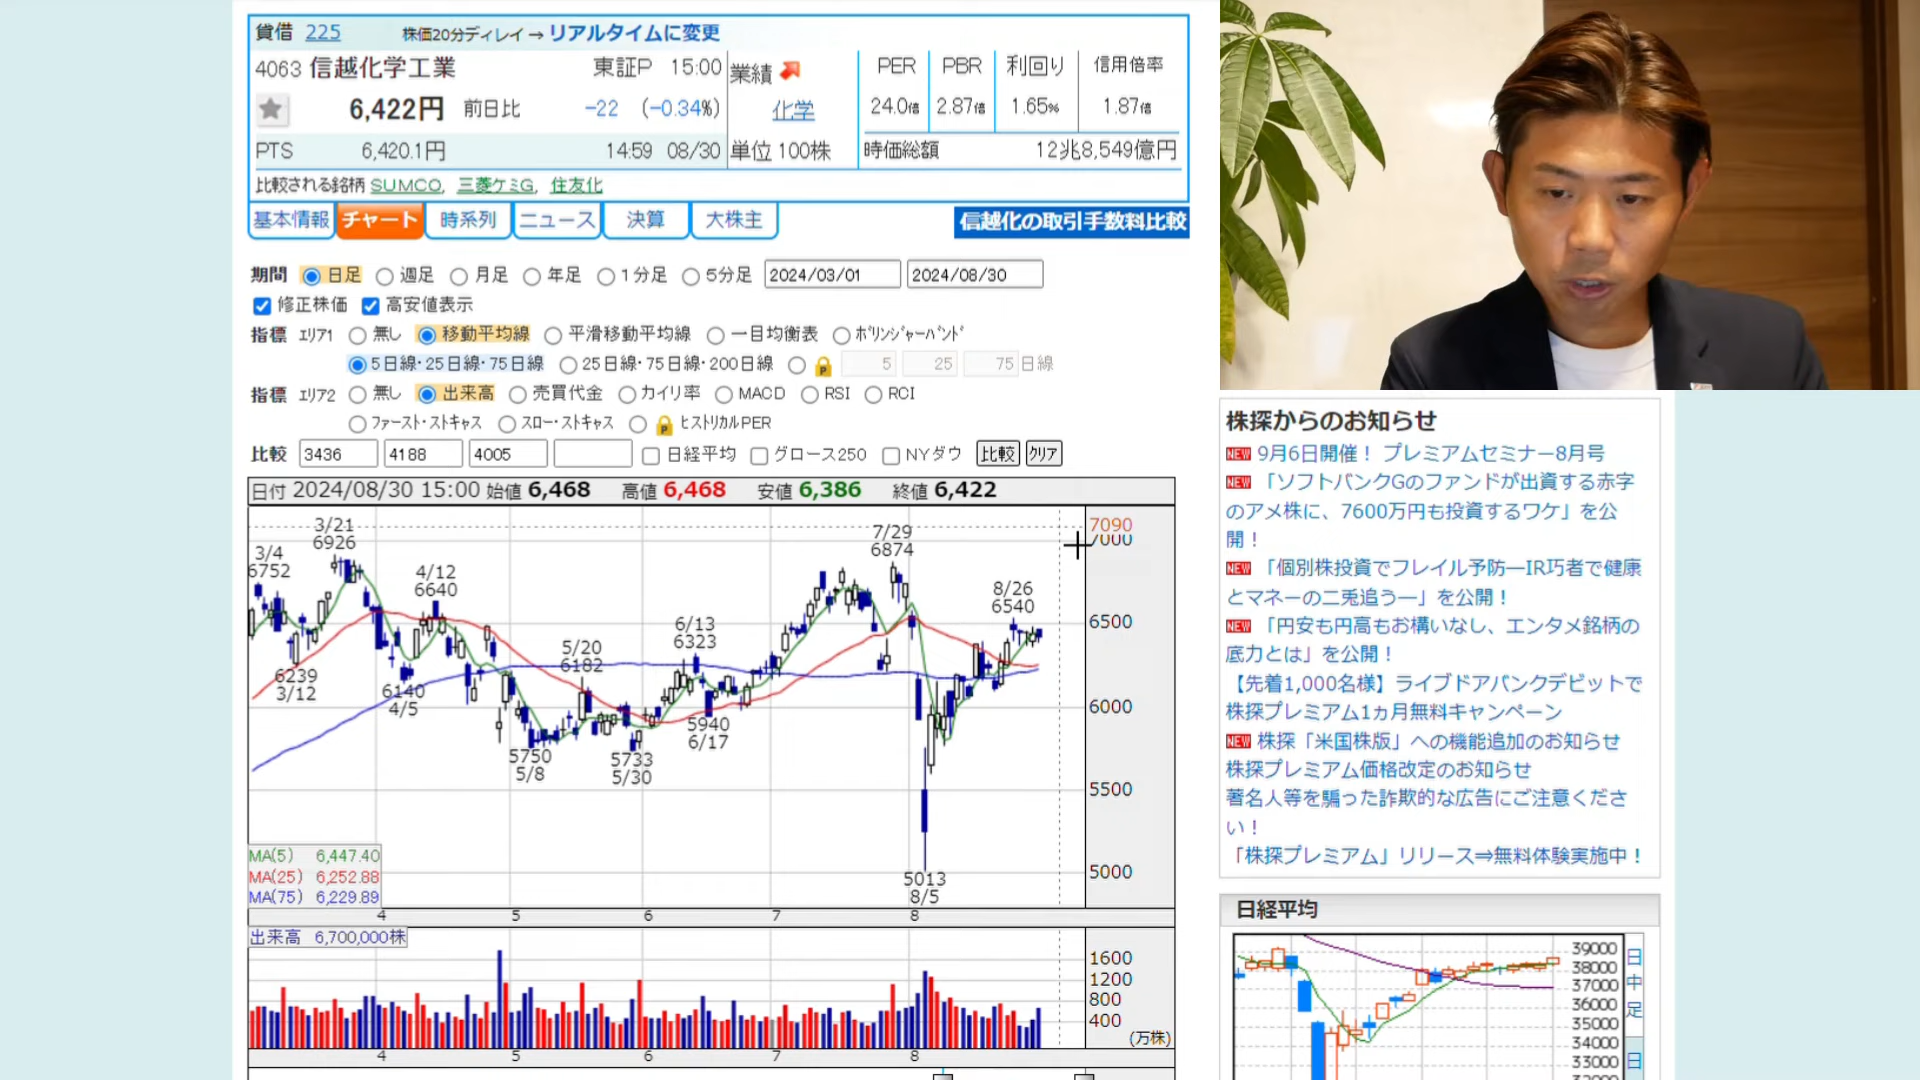 貸借 225 株価20分ディレイ → リアルタイムに変更
4063 信越化学工業 東証P 15:00
6,422円 前日比 -22 (-0.34%)
PTS 6,420.1円 14:59 08/30
業績
化学
単位 100株
PER PBR 利回り 信用倍率
24.0倍 2.87倍 1.65% 1.87倍
時価総額 12兆8,549億円
比較される銘柄 SUMCO, 三菱ケミG, 住友化
基本情報 チャート 時系列 ニュース 決算 大株主 信越化の取引手数料比較
期間 日足 週足 月足 年足 1分足 5分足 2024/03/01 2024/08/30
修正株価 高安値表示
指標 エリア1 無し 移動平均線 平滑移動平均線 一目均衡表 ボリンジャーバンド
5日線・25日線・75日線 25日線・75日線・200日線 5 25 75 日線
指標 エリア2 無し 出来高 売買代金 カイリ率 MACD RSI RCI
ファースト・ストキャス スロー・ストキャス ヒストリカルPER
比較 3436 4188 4005 日経平均 グロース250 NYダウ 比較 クリア
日付 2024/08/30 15:00 始値 6,468 高値 6,468 安値 6,386 終値 6,422
3/21
6926
3/4
6752
4/12
6640
7/29
6874
8/26
6540
6/13
6323
5/20
6182
6239
3/12
6140
4/5
5940
6/17
5750
5/8
5733
5/30
5013
8/5
7090
7000
6500
6000
5500
5000
MA(5) 6,447.40
MA(25) 6,252.88
MA(75) 6,229.89
4 5 6 7 8
出来高 6,700,000株
1600
1200
800
400
(万株)
4 5 6 7 8
株探からのお知らせ
NEW 9月6日開催！ プレミアムセミナー8月号
NEW 「ソフトバンクGのファンドが出資する赤字
のアメ株に、7600万円も投資するワケ」を公
開！
NEW 「個別株投資でフレイル予防―IR巧者で健康
とマネーの二兎追う―」を公開！
NEW 「円安も円高もお構いなし、エンタメ銘柄の
底力とは」を公開！
【先着1,000名様】ライブドアバンクデビットで
株探プレミアム1ヵ月無料キャンペーン
NEW 株探「米国株版」への機能追加のお知らせ
株探プレミアム価格改定のお知らせ
著名人等を騙った詐欺的な広告にご注意くださ
い！
「株探プレミアム」リリース⇒無料体験実施中！
日経平均
39000
38000
37000
36000
35000
34000
33000
日
中
足
日